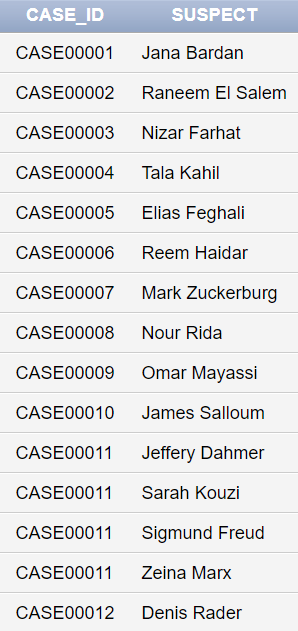 CASE_ID SUSPECT
CASE00001 Jana Bardan
CASE00002 Raneem El Salem
CASE00003 Nizar Farhat
CASE00004 Tala Kahil
CASE00005 Elias Feghali
CASE00006 Reem Haidar
CASE00007 Mark Zuckerburg
CASE00008 Nour Rida
CASE00009 Omar Mayassi
CASE00010 James Salloum
CASE00011 Jeffery Dahmer
CASE00011 Sarah Kouzi
CASE00011 Sigmund Freud
CASE00011 Zeina Marx
CASE00012 Denis Rader